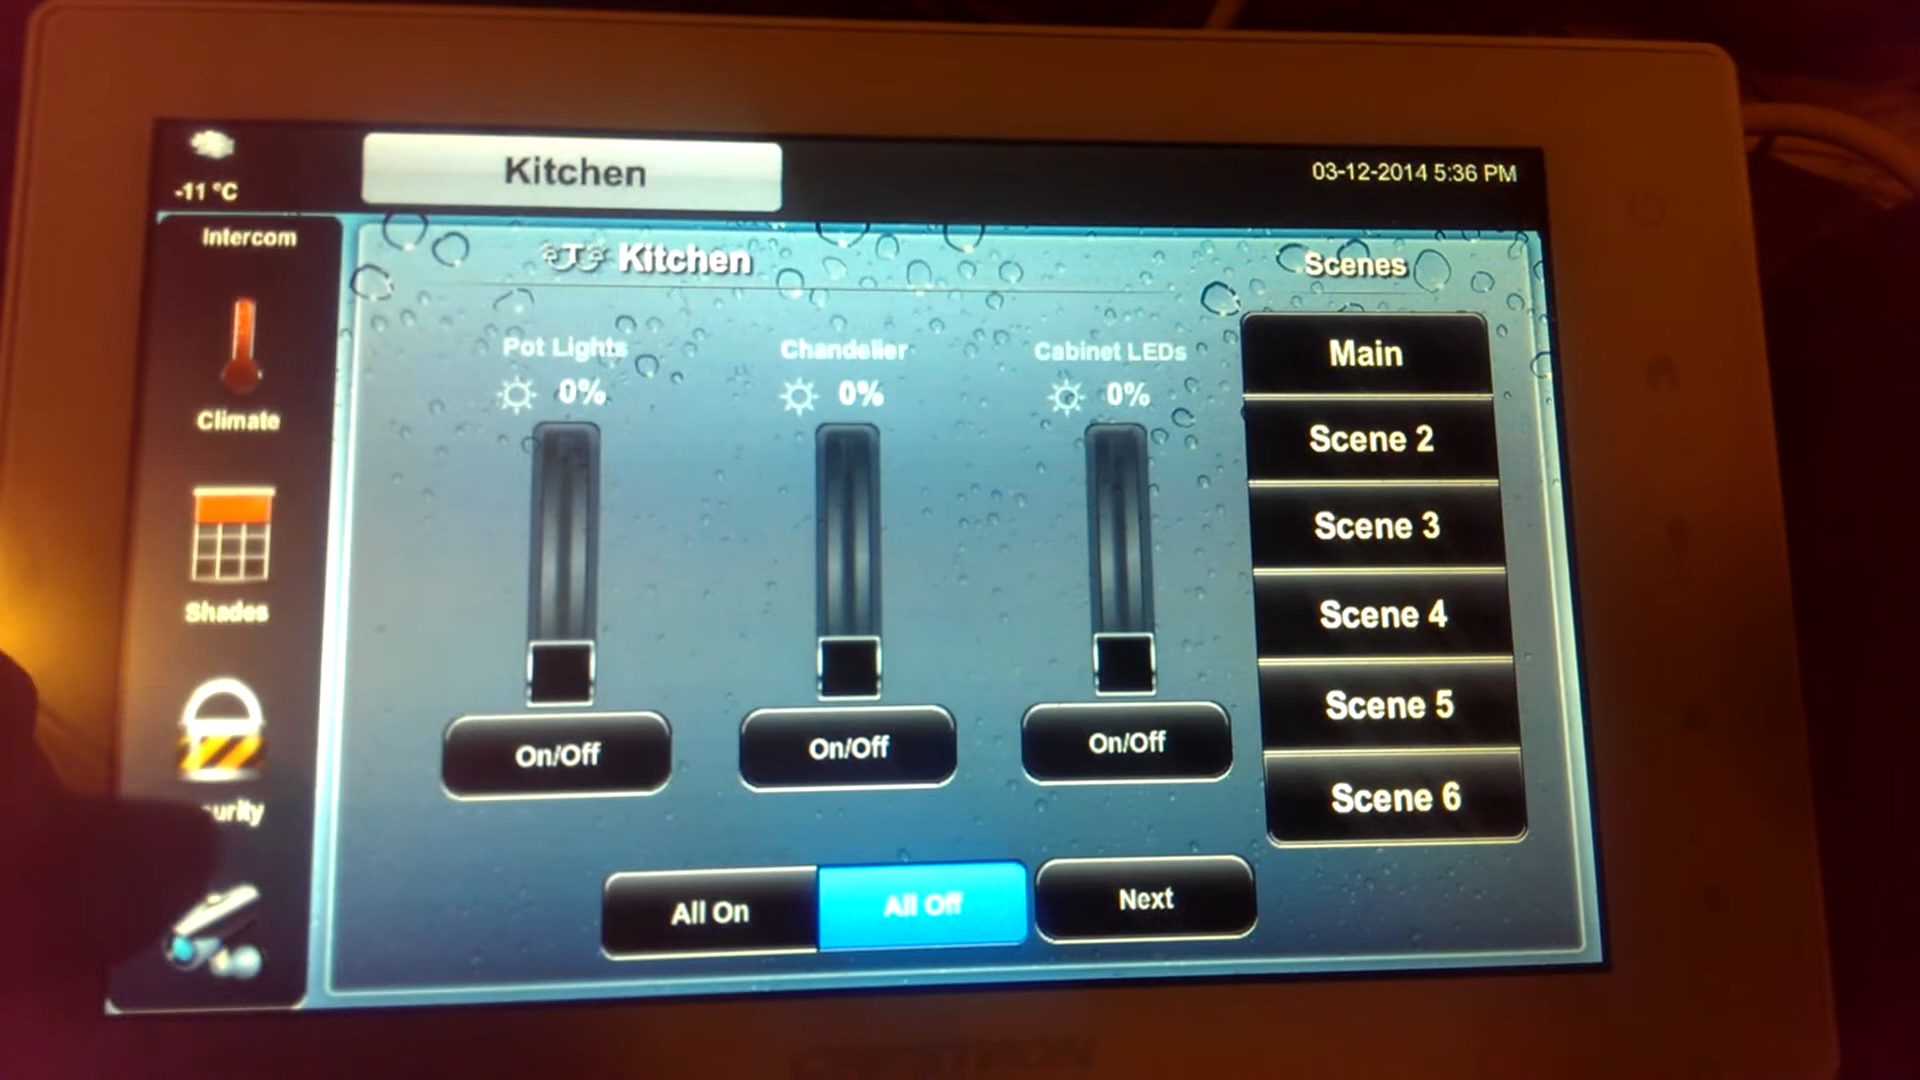 -11 °C
Kitchen
03-12-2014 5:36 PM
Intercom
Climate
Shades
urity
Kitchen
Pot Lights
0%
On/Off
Chandelier
0%
On/Off
Cabinet LEDs
0%
On/Off
All On
All Off
Next
Scenes
Main
Scene 2
Scene 3
Scene 4
Scene 5
Scene 6
CRESTRON